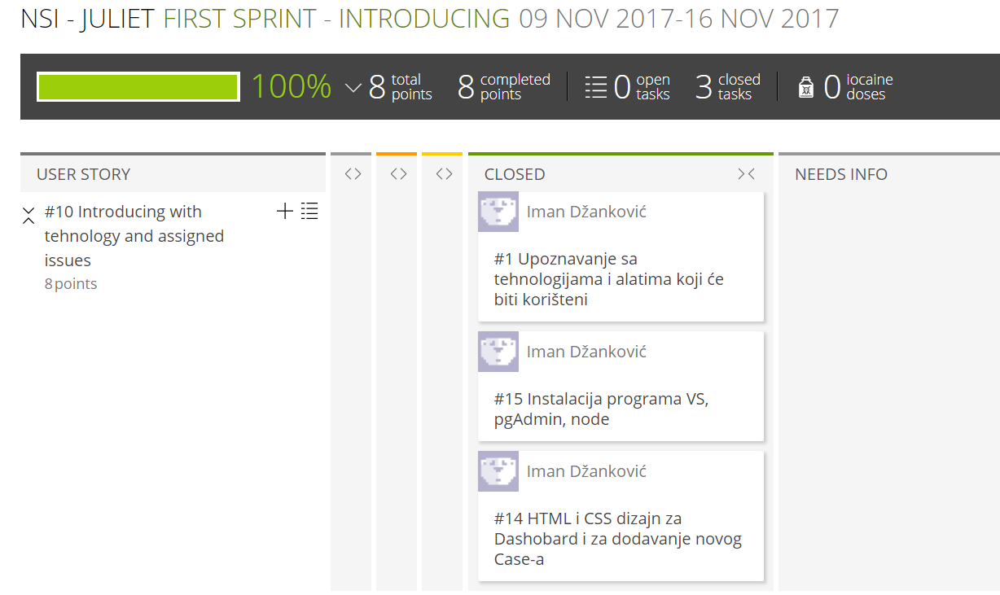 NSI - JULIET FIRST SPRINT - INTRODUCING 09 NOV 2017-16 NOV 2017
100% 8 total points 8 completed points 0 open tasks 3 closed tasks 0 iocaine doses
USER STORY
CLOSED
NEEDS INFO
#10 Introducing with
tehnology and assigned
issues
8 points
Iman Džanković
#1 Upoznavanje sa
tehnologijama i alatima koji će
biti korišteni
Iman Džanković
#15 Instalacija programa VS,
pgAdmin, node
Iman Džanković
#14 HTML i CSS dizajn za
Dashobard i za dodavanje novog
Case-a